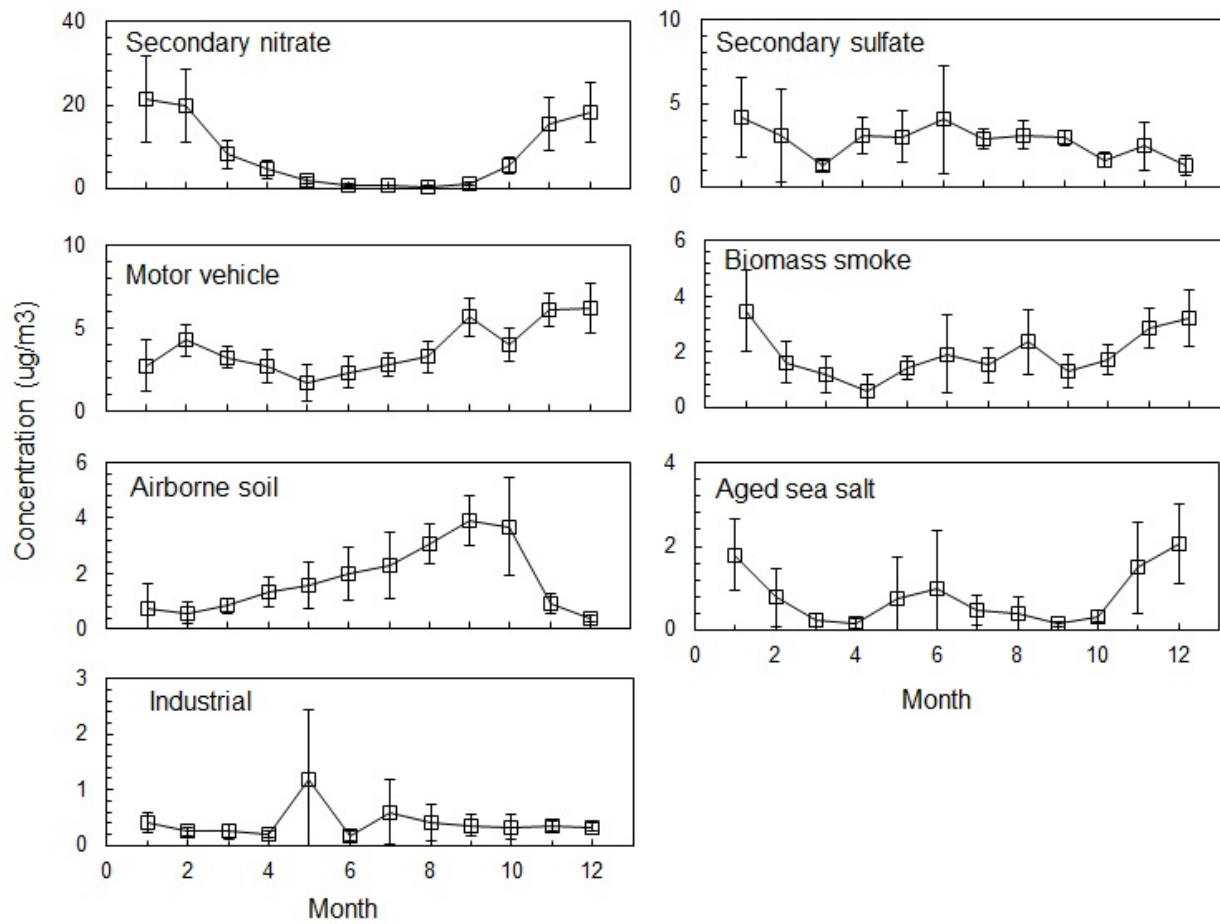 Concentration (ug/m3)
Secondary nitrate
40
20
0
Secondary sulfate
10
5
0
Motor vehicle
10
5
0
Biomass smoke
6
4
2
0
Airborne soil
6
4
2
0
Aged sea salt
4
2
0
0 2 4 6 8 10 12
Month
Industrial
3
2
1
0
0 2 4 6 8 10 12
Month